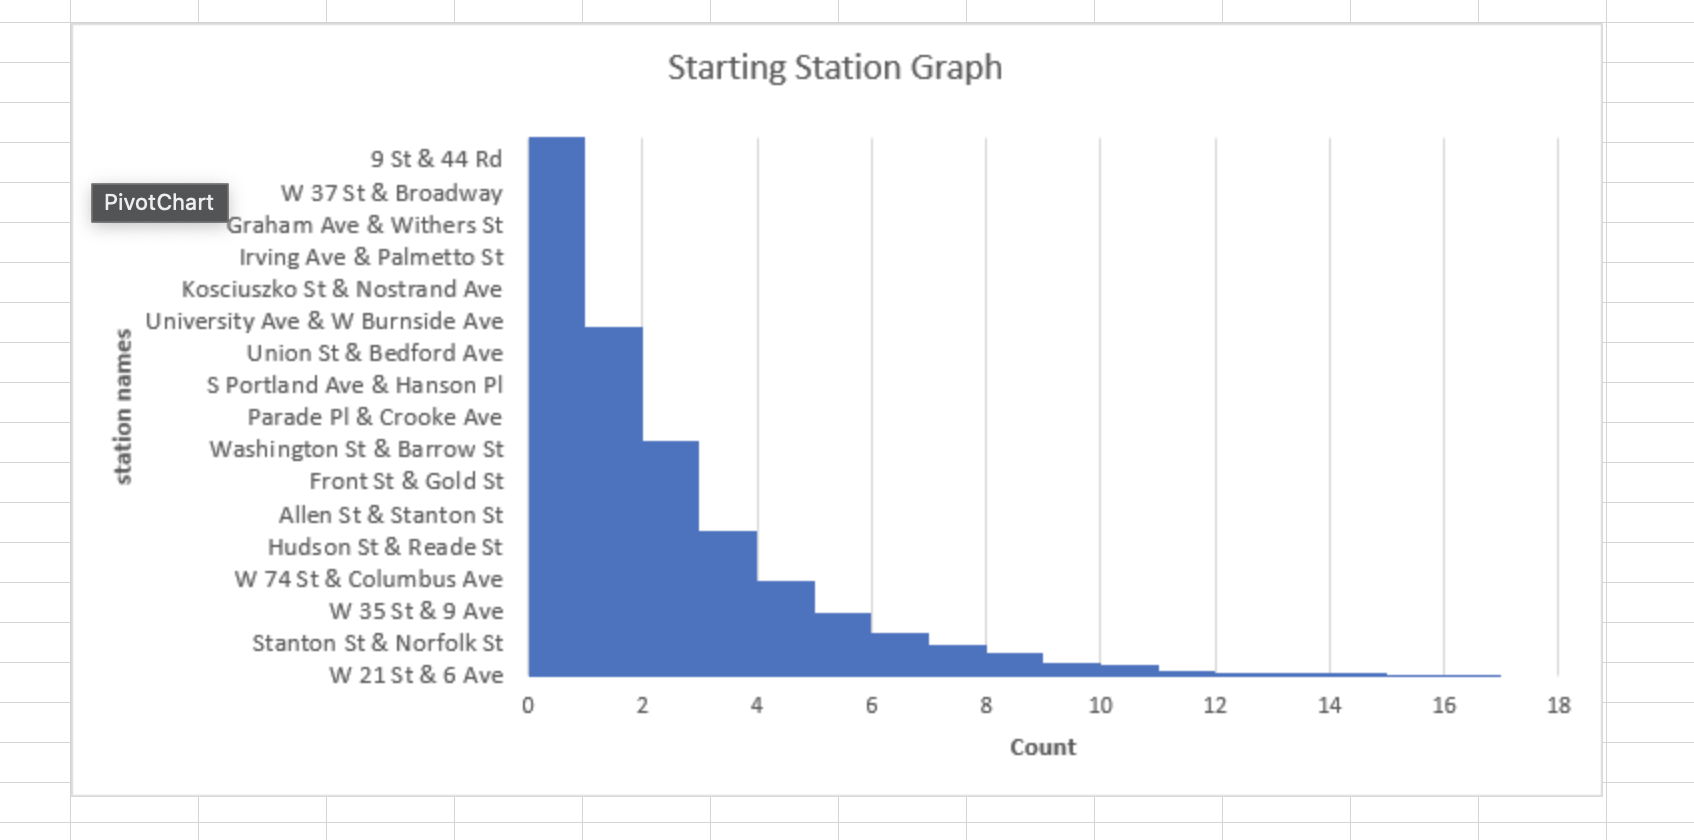 Starting Station Graph
9 St & 44 Rd
W 37 St & Broadway
PivotChart
Graham Ave & Withers St
Irving Ave & Palmetto St
Kosciuszko St & Nostrand Ave
University Ave & W Burnside Ave
Union St & Bedford Ave
S Portland Ave & Hanson Pl
Parade Pl & Crooke Ave
Washington St & Barrow St
Front St & Gold St
Allen St & Stanton St
Hudson St & Reade St
W 74 St & Columbus Ave
W 35 St & 9 Ave
Stanton St & Norfolk St
W 21 St & 6 Ave
station names
0 2 4 6 8 10 12 14 16 18
Count